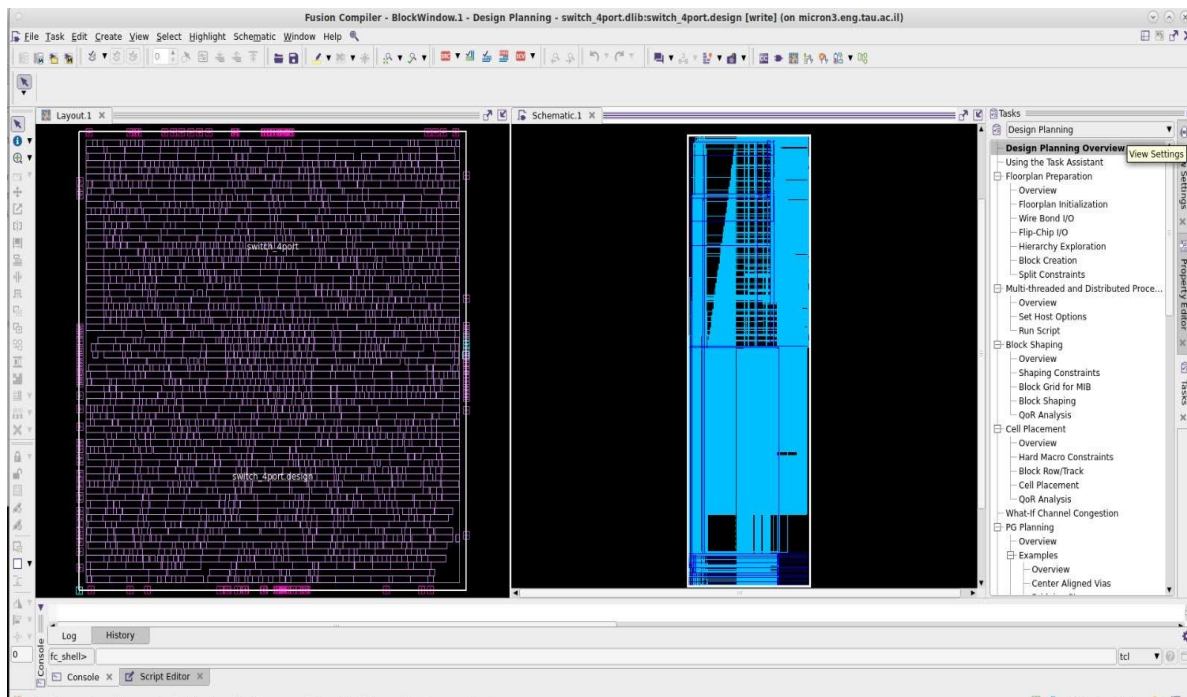 Fusion Compiler - BlockWindow.1 - Design Planning - switch_4port.dlib:switch_4port.design [write] (on micron3.eng.tau.ac.il)
File Task Edit Create View Select Highlight Schematic Window Help
0
Layout.1
Schematic.1
Tasks
Design Planning
Design Planning Overview
View Settings
Using the Task Assistant
Floorplan Preparation
Overview
Floorplan Initialization
Wire Bond I/O
Flip-Chip I/O
Hierarchy Exploration
Block Creation
Split Constraints
Multi-threaded and Distributed Proce...
Overview
Set Host Options
Run Script
Block Shaping
Overview
Shaping Constraints
Block Grid for MIB
Block Shaping
QoR Analysis
Cell Placement
Overview
Hard Macro Constraints
Block Row/Track
Cell Placement
QoR Analysis
What-If Channel Congestion
PG Planning
Overview
Examples
Overview
Center Aligned Vias
Settings
Property Editor
Tasks
switch_4port
switch_4port.design
Console
Log
History
0
fc_shell>
tcl
Console
Script Editor